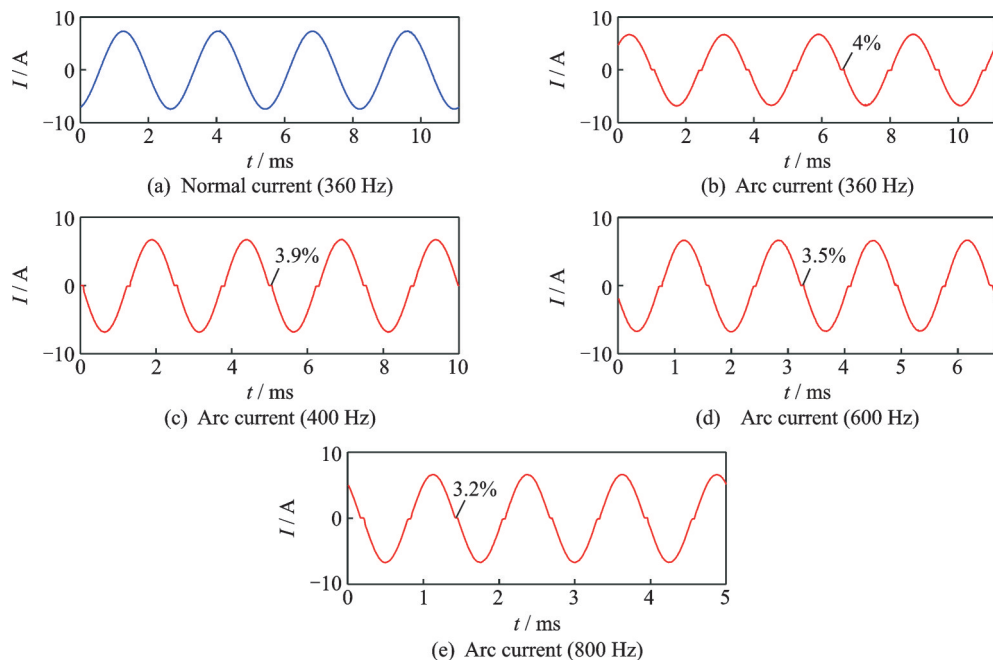 10
0
−10
I / A
0 2 4 6 8 10
t / ms
(a) Normal current (360 Hz)
10
0
−10
I / A
4%
0 2 4 6 8 10
t / ms
(b) Arc current (360 Hz)
10
0
−10
I / A
3.9%
0 2 4 6 8 10
t / ms
(c) Arc current (400 Hz)
10
0
−10
I / A
3.5%
0 1 2 3 4 5 6
t / ms
(d) Arc current (600 Hz)
10
0
−10
I / A
3.2%
0 1 2 3 4 5
t / ms
(e) Arc current (800 Hz)